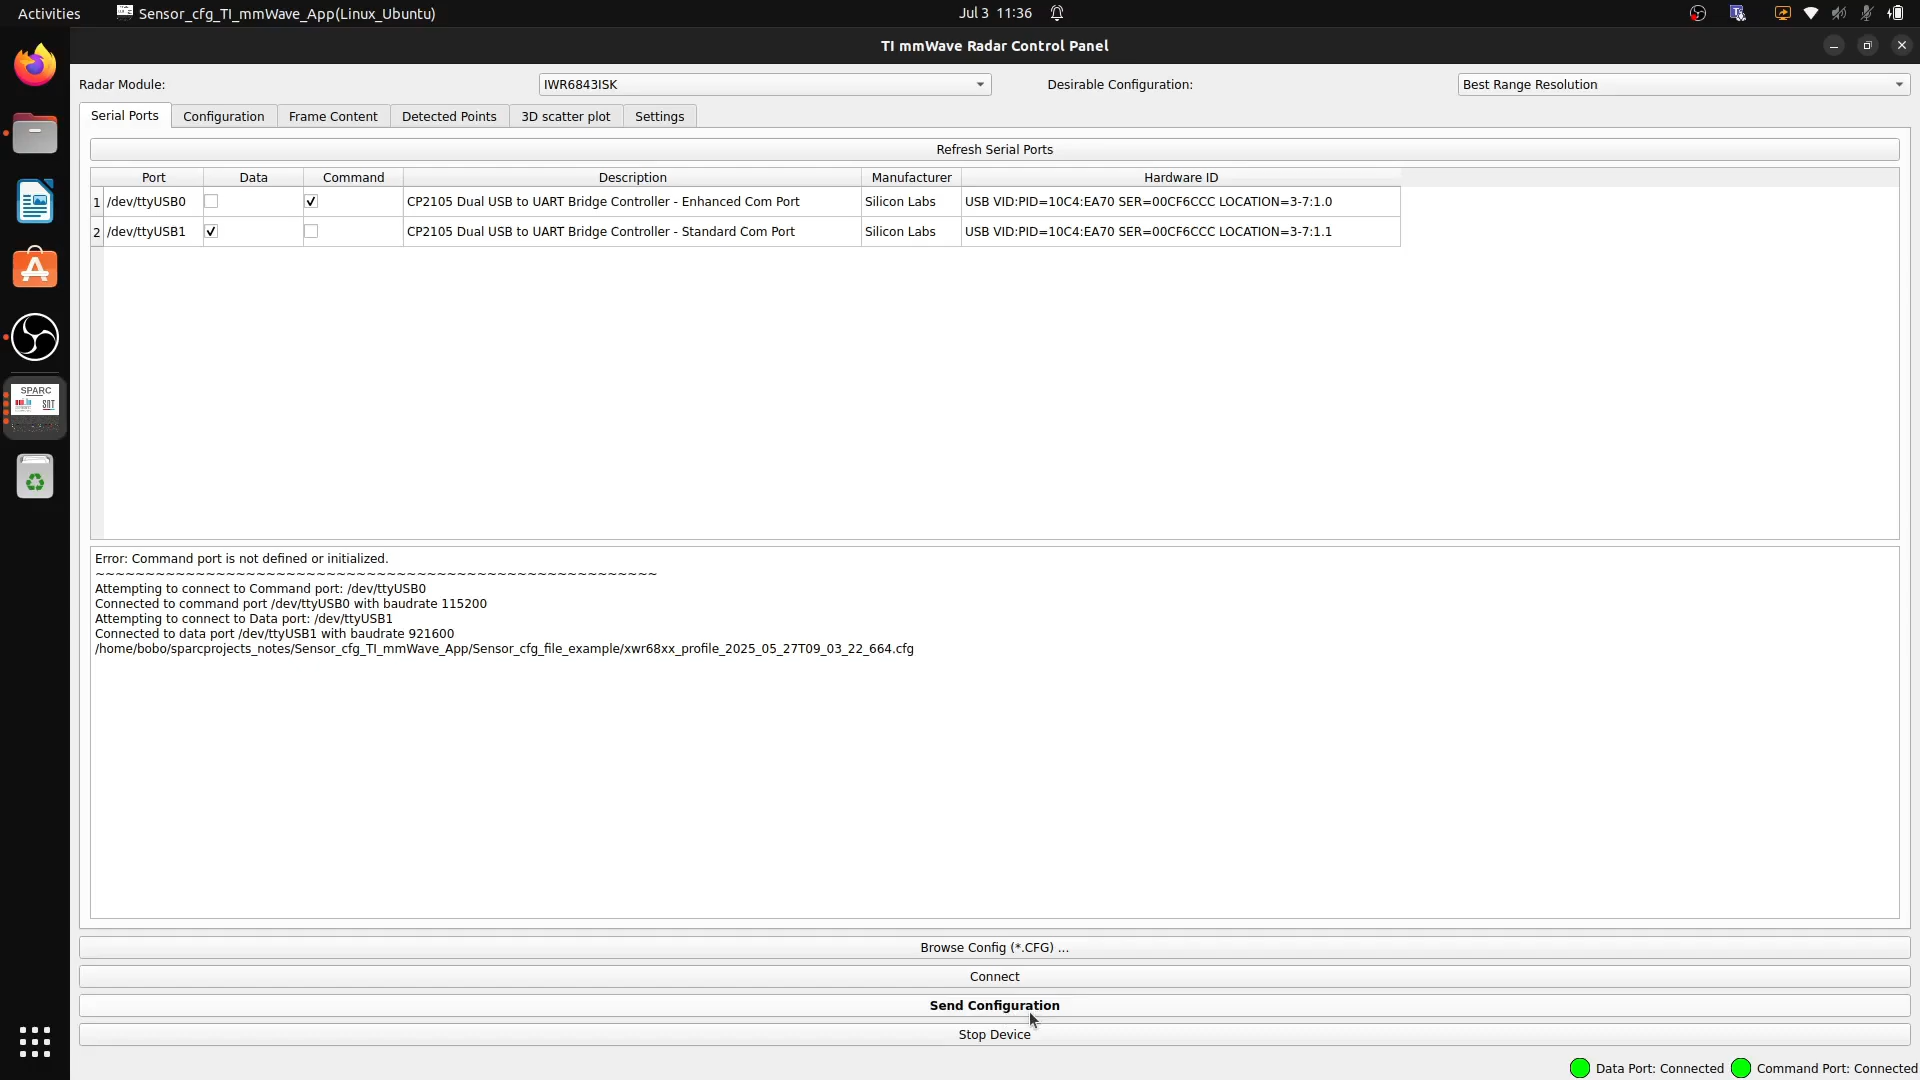 Activities Sensor_cfg_TI_mmWave_App(Linux_Ubuntu) Jul 3 11:36
TI mmWave Radar Control Panel
Radar Module: IWR6843ISK Desirable Configuration: Best Range Resolution
Serial Ports Configuration Frame Content Detected Points 3D scatter plot Settings
Refresh Serial Ports
Port Data Command Description Manufacturer Hardware ID
1 /dev/ttyUSB0 CP2105 Dual USB to UART Bridge Controller - Enhanced Com Port Silicon Labs USB VID:PID=10C4:EA70 SER=00CF6CCC LOCATION=3-7:1.0
2 /dev/ttyUSB1 CP2105 Dual USB to UART Bridge Controller - Standard Com Port Silicon Labs USB VID:PID=10C4:EA70 SER=00CF6CCC LOCATION=3-7:1.1
SPARC
SNT
Error: Command port is not defined or initialized.
~~~~~~~~~~~~~~~~~~~~~~~~~~~~~~~~~~~~~~~~~~~~~~~~~~~~~~~~
Attempting to connect to Command port: /dev/ttyUSB0
Connected to command port /dev/ttyUSB0 with baudrate 115200
Attempting to connect to Data port: /dev/ttyUSB1
Connected to data port /dev/ttyUSB1 with baudrate 921600
/home/bobo/sparcprojects_notes/Sensor_cfg_TI_mmWave_App/Sensor_cfg_file_example/xwr68xx_profile_2025_05_27T09_03_22_664.cfg
Browse Config (*.CFG) ...
Connect
Send Configuration
Stop Device
Data Port: Connected Command Port: Connected